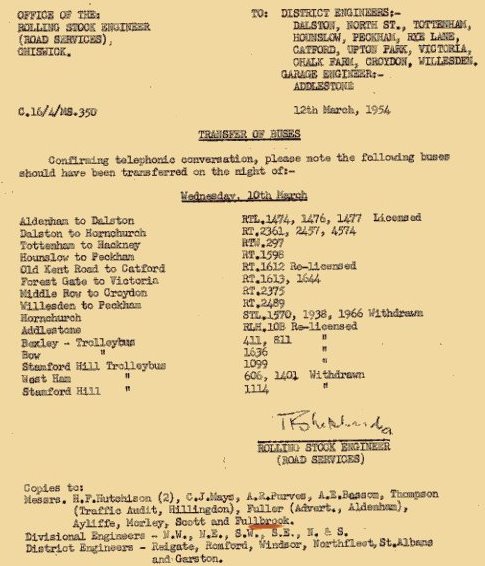 OFFICE OF THE:
ROLLING STOCK ENGINEER
(ROAD SERVICES),
CHISWICK.
TO: DISTRICT ENGINEERS:-
DALSTON, NORTH ST., TOTTENHAM,
HOUNSLOW, PECKHAM, RYE LANE,
CATFORD, UPTON PARK, VICTORIA,
CHALK FARM, CROYDON, WILLESDEN.
GARAGE ENGINEER:-
ADDLESTONE
C.16/4/MS.350
12th March, 1954
TRANSFER OF BUSES
Confirming telephonic conversation, please note the following buses
should have been transferred on the night of:-
Wednesday, 10th March
Aldenham to Dalston RTL.1474, 1476, 1477 Licensed
Dalston to Hornchurch RT.2361, 2457, 4574
Tottenham to Hackney RTW.297
Hounslow to Peckham RT.1598
Old Kent Road to Catford RT.1612 Re-licensed
Forest Gate to Victoria RT.1613, 1644
Middle Row to Croydon RT.2375
Willesden to Peckham RT.2489
Hornchurch STL.1570, 1938, 1966 Withdrawn
Addlestone RLH.10B Re-licensed
Bexley - Trolleybus 411, 811 "
Bow " 1636 "
Stamford Hill Trolleybus 1099 "
West Ham " 606, 1401 Withdrawn
Stamford Hill " 1114 "
ROLLING STOCK ENGINEER
(ROAD SERVICES)
Copies to:
Messrs. H.F.Hutchison (2), C.J.Mays, A.R.Purves, A.E.Bassom, Thompson
(Traffic Audit, Hillingdon), Fuller (Advert., Aldenham),
Ayliffe, Morley, Scott and Fullbrook.
Divisional Engineers - N.W., N.E., S.W., S.E., N. & S.
District Engineers - Reigate, Romford, Windsor, Northfleet, St.Albans
and Garston.